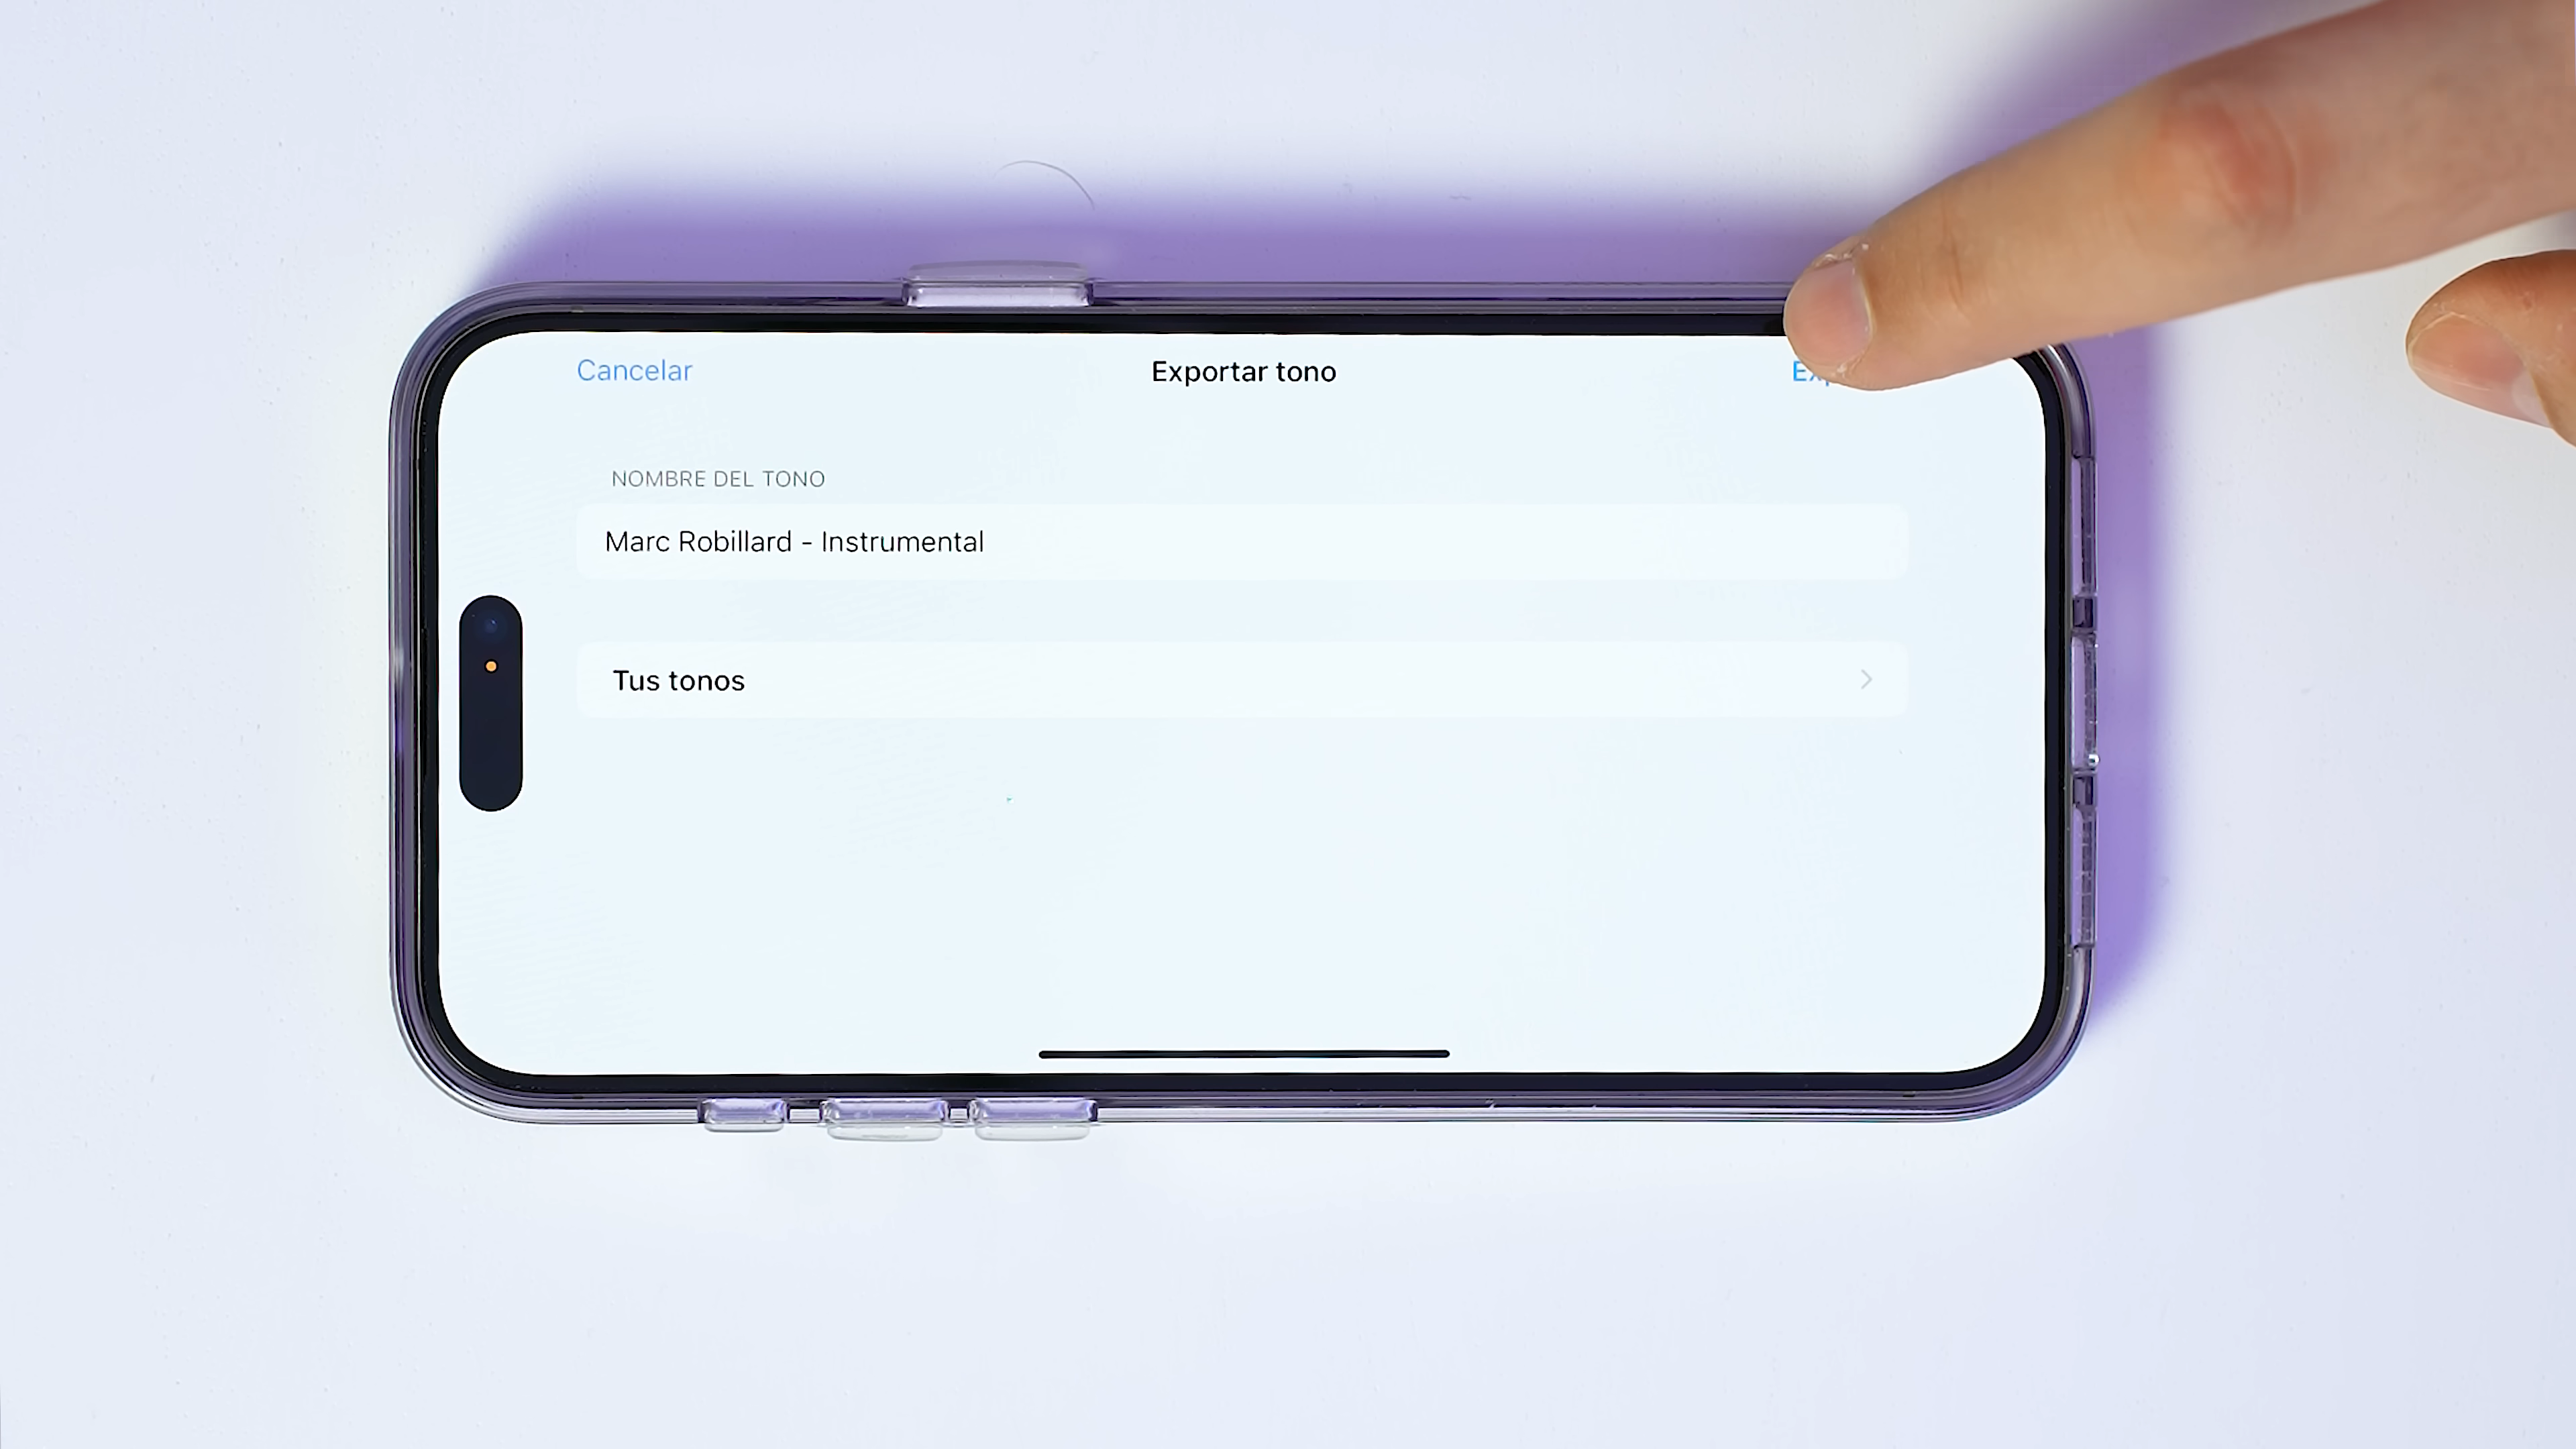 Cancelar
Exportar tono
NOMBRE DEL TONO
Marc Robillard - Instrumental
Tus tonos